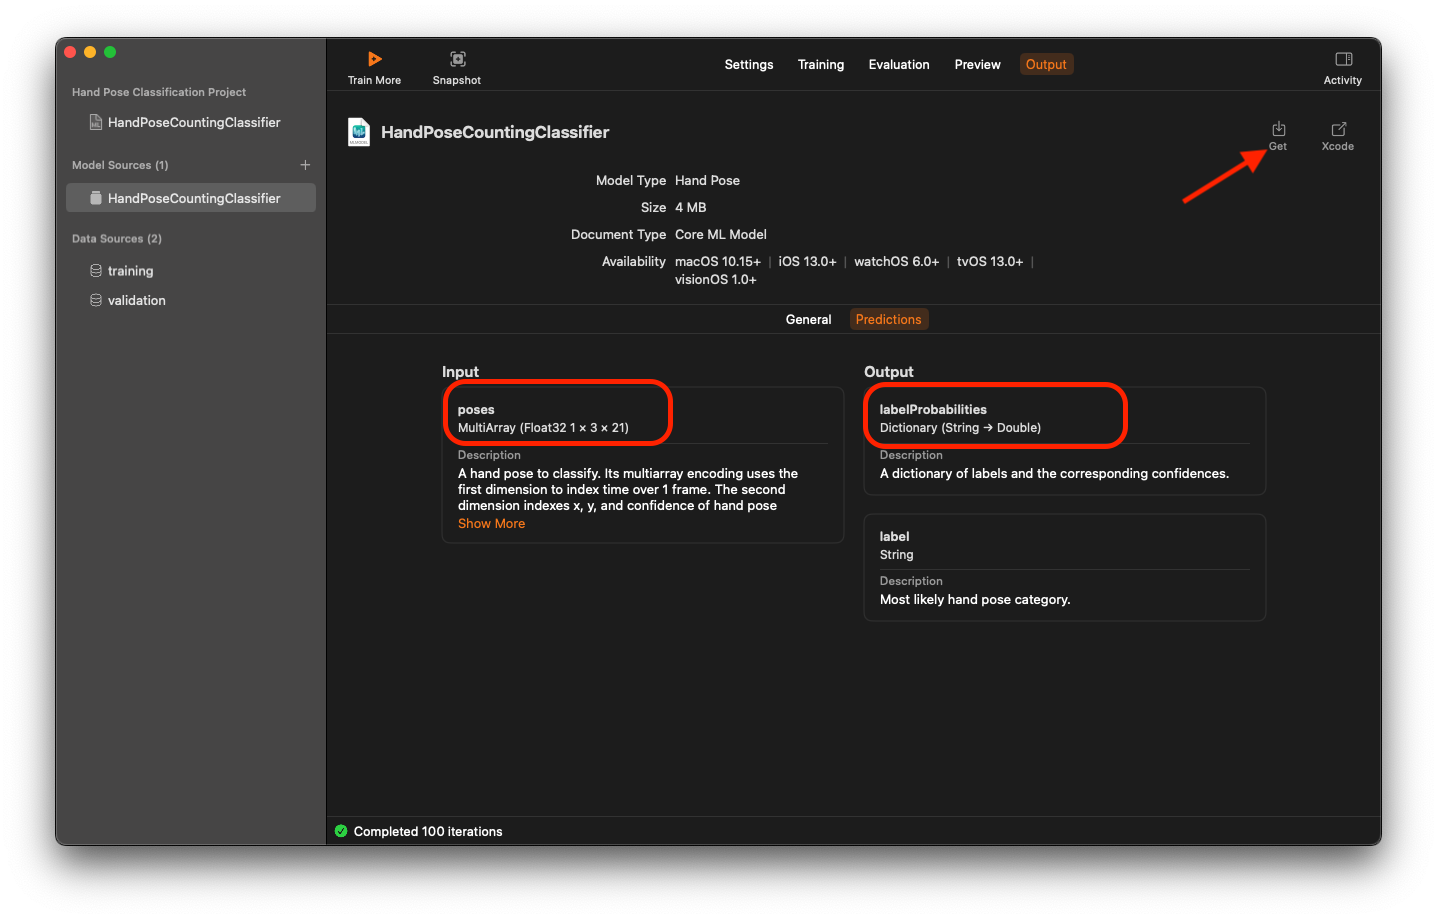 Hand Pose Classification Project
HandPoseCountingClassifier
Model Sources (1)
HandPoseCountingClassifier
Data Sources (2)
training
validation
Train More
Snapshot
Settings
Training
Evaluation
Preview
Output
Activity
HandPoseCountingClassifier
Get
Xcode
Model Type Hand Pose
Size 4 MB
Document Type Core ML Model
Availability macOS 10.15+ | iOS 13.0+ | watchOS 6.0+ | tvOS 13.0+ |
visionOS 1.0+
General
Predictions
Input
poses
MultiArray (Float32 1 × 3 × 21)
Description
A hand pose to classify. Its multiarray encoding uses the
first dimension to index time over 1 frame. The second
dimension indexes x, y, and confidence of hand pose
Show More
Output
labelProbabilities
Dictionary (String → Double)
Description
A dictionary of labels and the corresponding confidences.
label
String
Description
Most likely hand pose category.
Completed 100 iterations